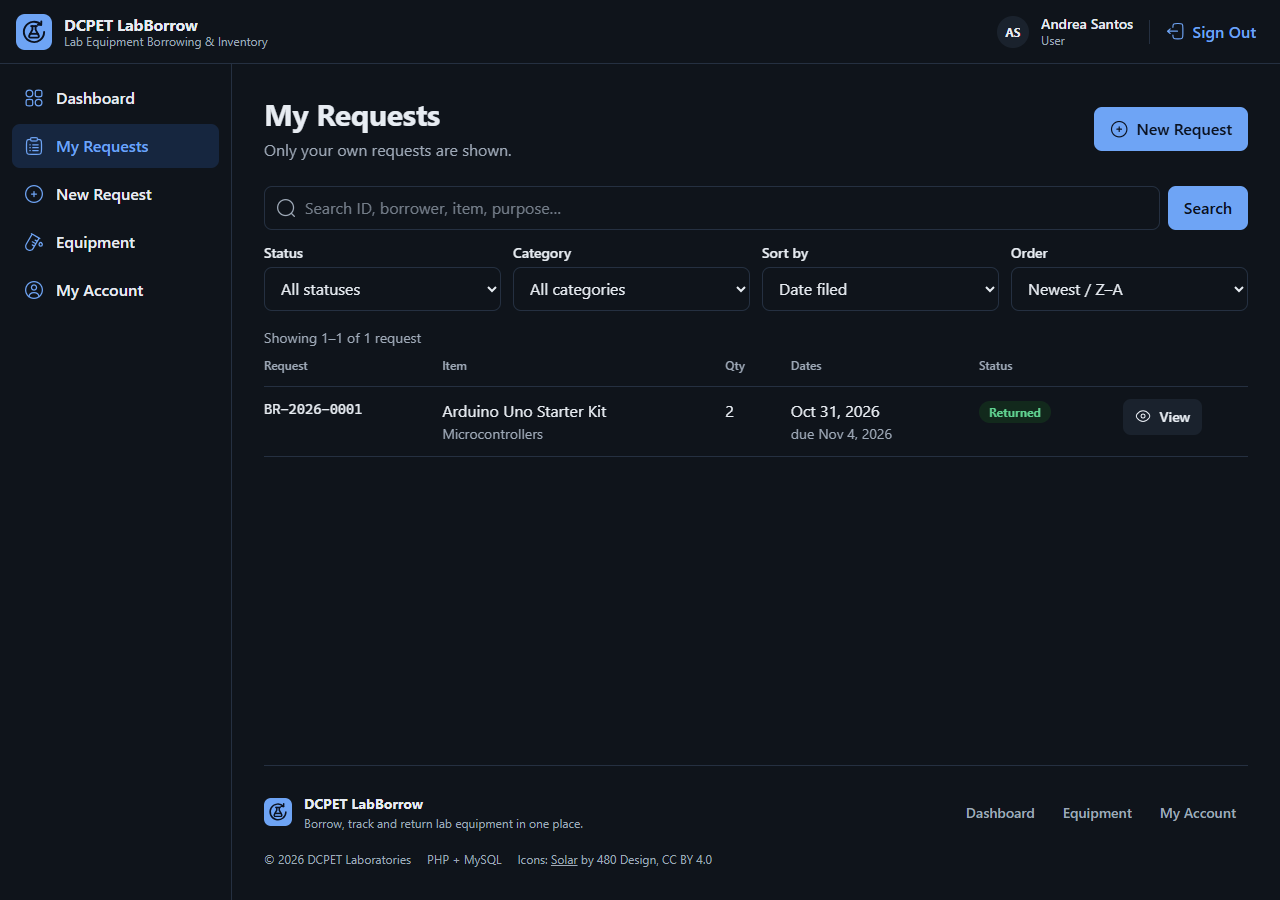 DCPET LabBorrow
Lab Equipment Borrowing & Inventory
AS
Andrea Santos
User
Sign Out
Dashboard
My Requests
New Request
Equipment
My Account
My Requests
Only your own requests are shown.
New Request
Search ID, borrower, item, purpose...
Search
Status
Category
Sort by
Order
All statuses
All categories
Date filed
Newest / Z–A
Showing 1–1 of 1 request
Request
Item
Qty
Dates
Status
BR-2026-0001
Arduino Uno Starter Kit
Microcontrollers
2
Oct 31, 2026
due Nov 4, 2026
Returned
View
DCPET LabBorrow
Borrow, track and return lab equipment in one place.
Dashboard
Equipment
My Account
© 2026 DCPET Laboratories
PHP + MySQL
Icons: Solar by 480 Design, CC BY 4.0